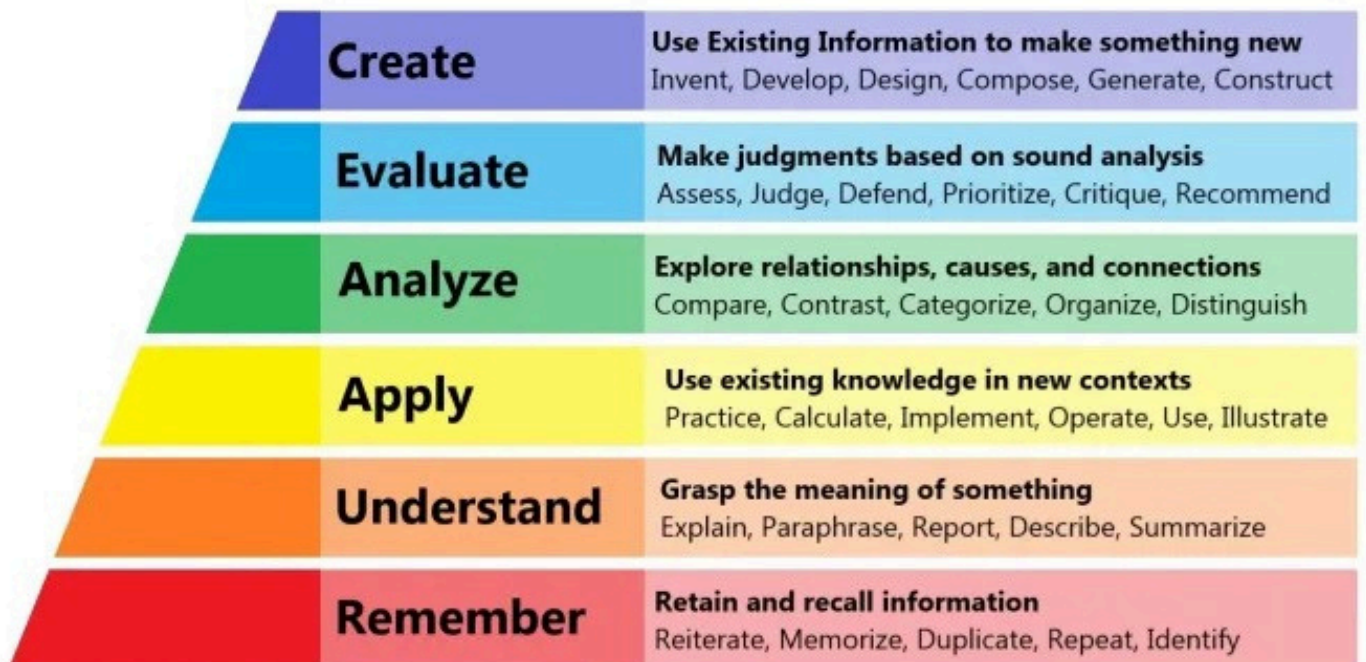 Create
Use Existing Information to make something new
Invent, Develop, Design, Compose, Generate, Construct
Evaluate
Make judgments based on sound analysis
Assess, Judge, Defend, Prioritize, Critique, Recommend
Analyze
Explore relationships, causes, and connections
Compare, Contrast, Categorize, Organize, Distinguish
Apply
Use existing knowledge in new contexts
Practice, Calculate, Implement, Operate, Use, Illustrate
Understand
Grasp the meaning of something
Explain, Paraphrase, Report, Describe, Summarize
Remember
Retain and recall information
Reiterate, Memorize, Duplicate, Repeat, Identify